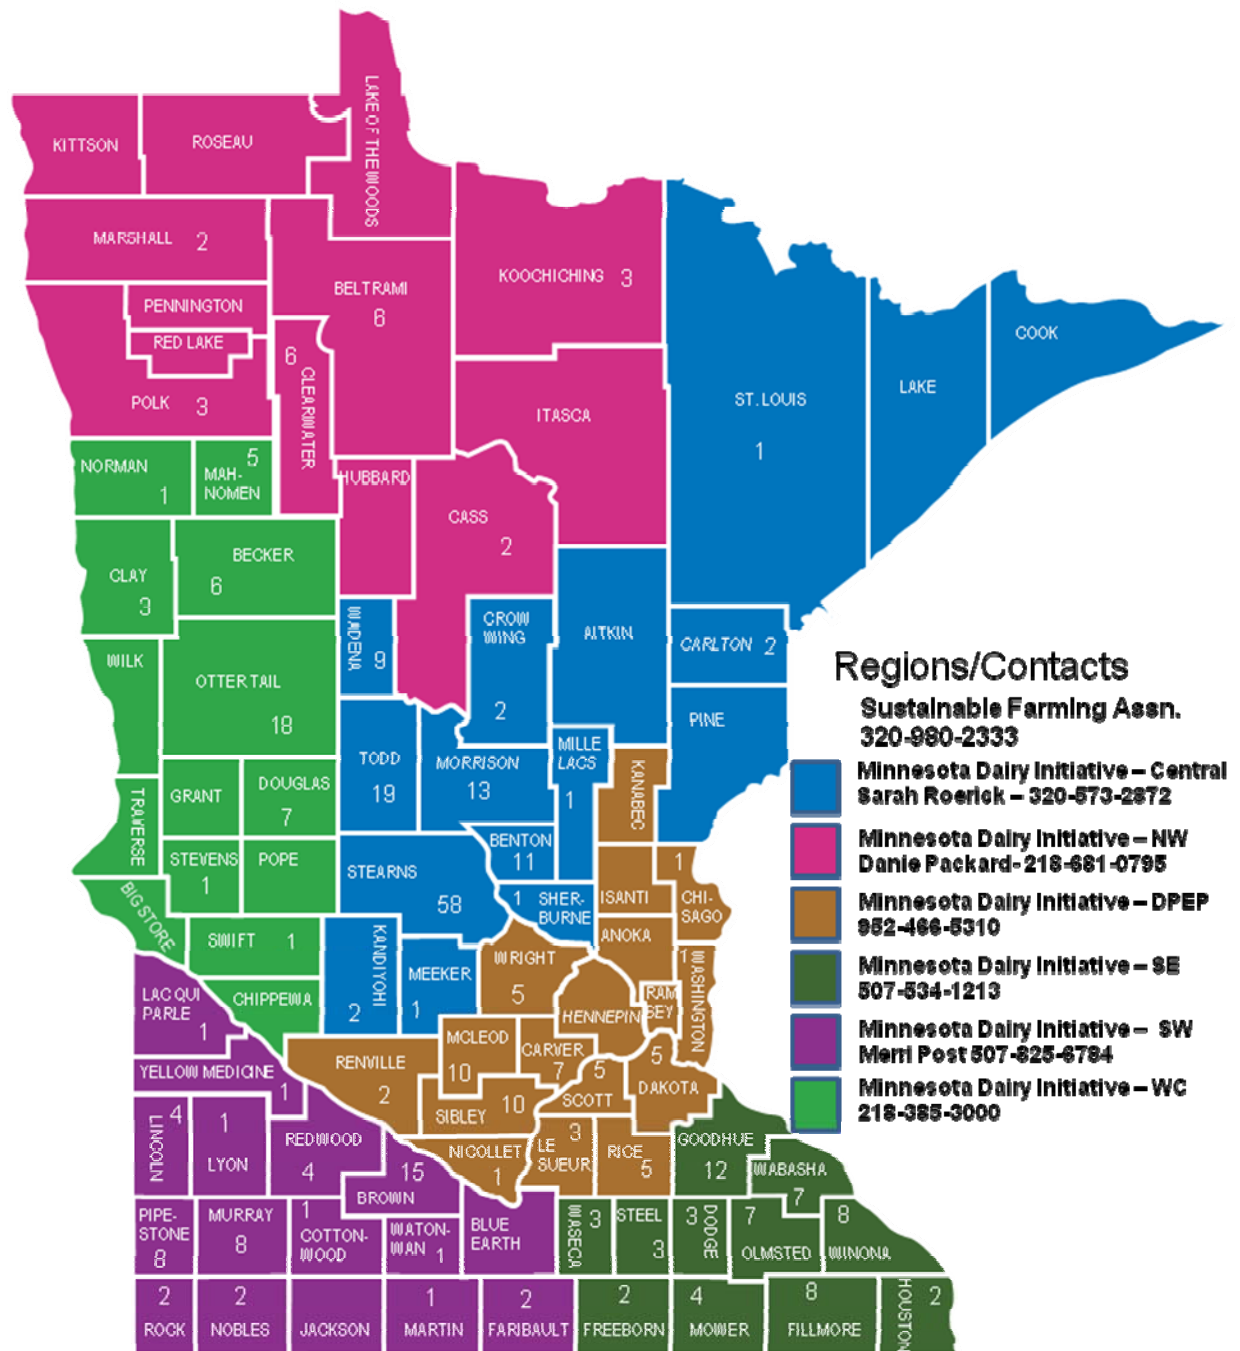 LAKE OF THE WOODS
KITTSON
ROSEAU
MARSHALL 2
BELTRAMI
6
KOOCHICHING 3
PENNINGTON
RED LAKE
POLK 3
6
CLEARWATER
ITASCA
ST.LOUIS
1
LAKE
COOK
NORMAN
1
5
MAH-
NOMEN
HUBBARD
CASS
2
CLAY
3
BECKER
6
WADENA
9
CROW
WING
2
AITKIN
CARLTON 2
WILK
OTTER TAIL
18
PINE
TODD
19
MORRISON
13
MILLE
LACS
1
KANABEC
TRAVERSE
GRANT
DOUGLAS
7
STEVENS
1
POPE
STEARNS
58
BENTON
11
1
SHER-
BURNE
ISANTI
1
CHI-
SAGO
BIG STORE
SWIFT 1
KANDIYOHI
2
MEEKER
1
WRIGHT
5
ANOKA
1
WASHINGTON
LAC QUI
PARLE
1
CHIPPEWA
HENNEPIN
RAM
SEY
MCLEOD
10
CARVER
7
5
SCOTT
5
DAKOTA
YELLOW MEDICINE
1
RENVILLE
2
SIBLEY 10
4
LINCOLN
1
LYON
REDWOOD
4
15
BROWN
NICOLLET
1
3
LE
SUEUR
RICE
5
GOODHUE
12
WABASHA
7
PIPE-
STONE
8
MURRAY
8
1
COTTON-
WOOD
WATON-
WAN 1
BLUE
EARTH
WASECA
3
STEEL
3
3
DODGE
7
OLMSTED
8
WINONA
2
ROCK
2
NOBLES
JACKSON
1
MARTIN
2
FARIBAULT
2
FREEBORN
4
MOWER
8
FILLMORE
HOUSTON
2
Regions/Contacts
Sustainable Farming Assn.
320-980-2333
Minnesota Dairy Initiative – Central
Sarah Roerick – 320-573-2872
Minnesota Dairy Initiative – NW
Danie Packard- 218-681-0795
Minnesota Dairy Initiative – DPEP
952-466-5310
Minnesota Dairy Initiative – SE
507-534-1213
Minnesota Dairy Initiative – SW
Merri Post 507-825-6784
Minnesota Dairy Initiative – WC
218-385-3000